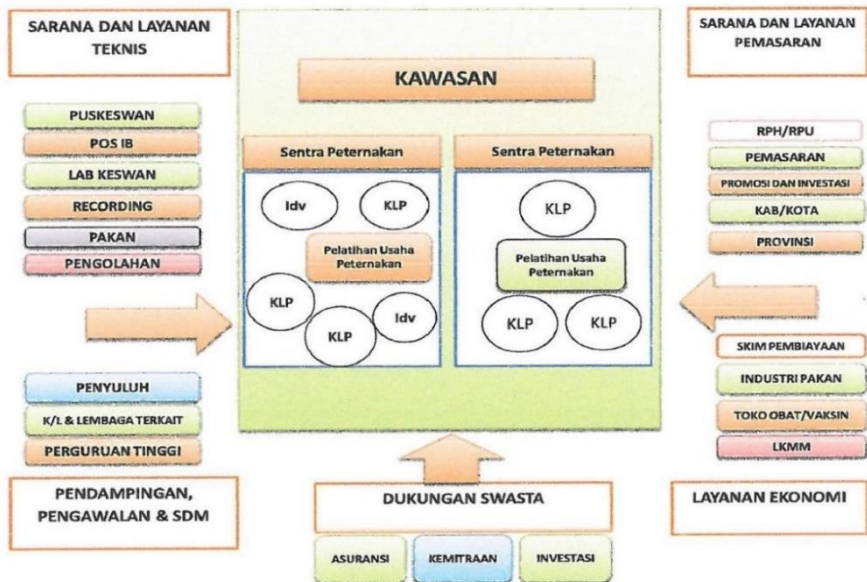 SARANA DAN LAYANAN
TEKNIS
PUSKESWAN
POS IB
LAB KESWAN
RECORDING
PAKAN
PENGOLAHAN
PENYULUH
K/L & LEMBAGA TERKAIT
PERGURUAN TINGGI
PENDAMPINGAN,
PENGAWALAN & SDM
KAWASAN
Sentra Peternakan
Idv
KLP
Pelatihan Usaha
Peternakan
KLP
KLP
Idv
Sentra Peternakan
KLP
Pelatihan Usaha
Peternakan
KLP
KLP
DUKUNGAN SWASTA
ASURANSI
KEMITRAAN
INVESTASI
SARANA DAN LAYANAN
PEMASARAN
RPH/RPU
PEMASARAN
PROMOSI DAN INVESTASI
KAB/KOTA
PROVINSI
SKIM PEMBIAYAAN
INDUSTRI PAKAN
TOKO OBAT/VAKSIN
LKMM
LAYANAN EKONOMI